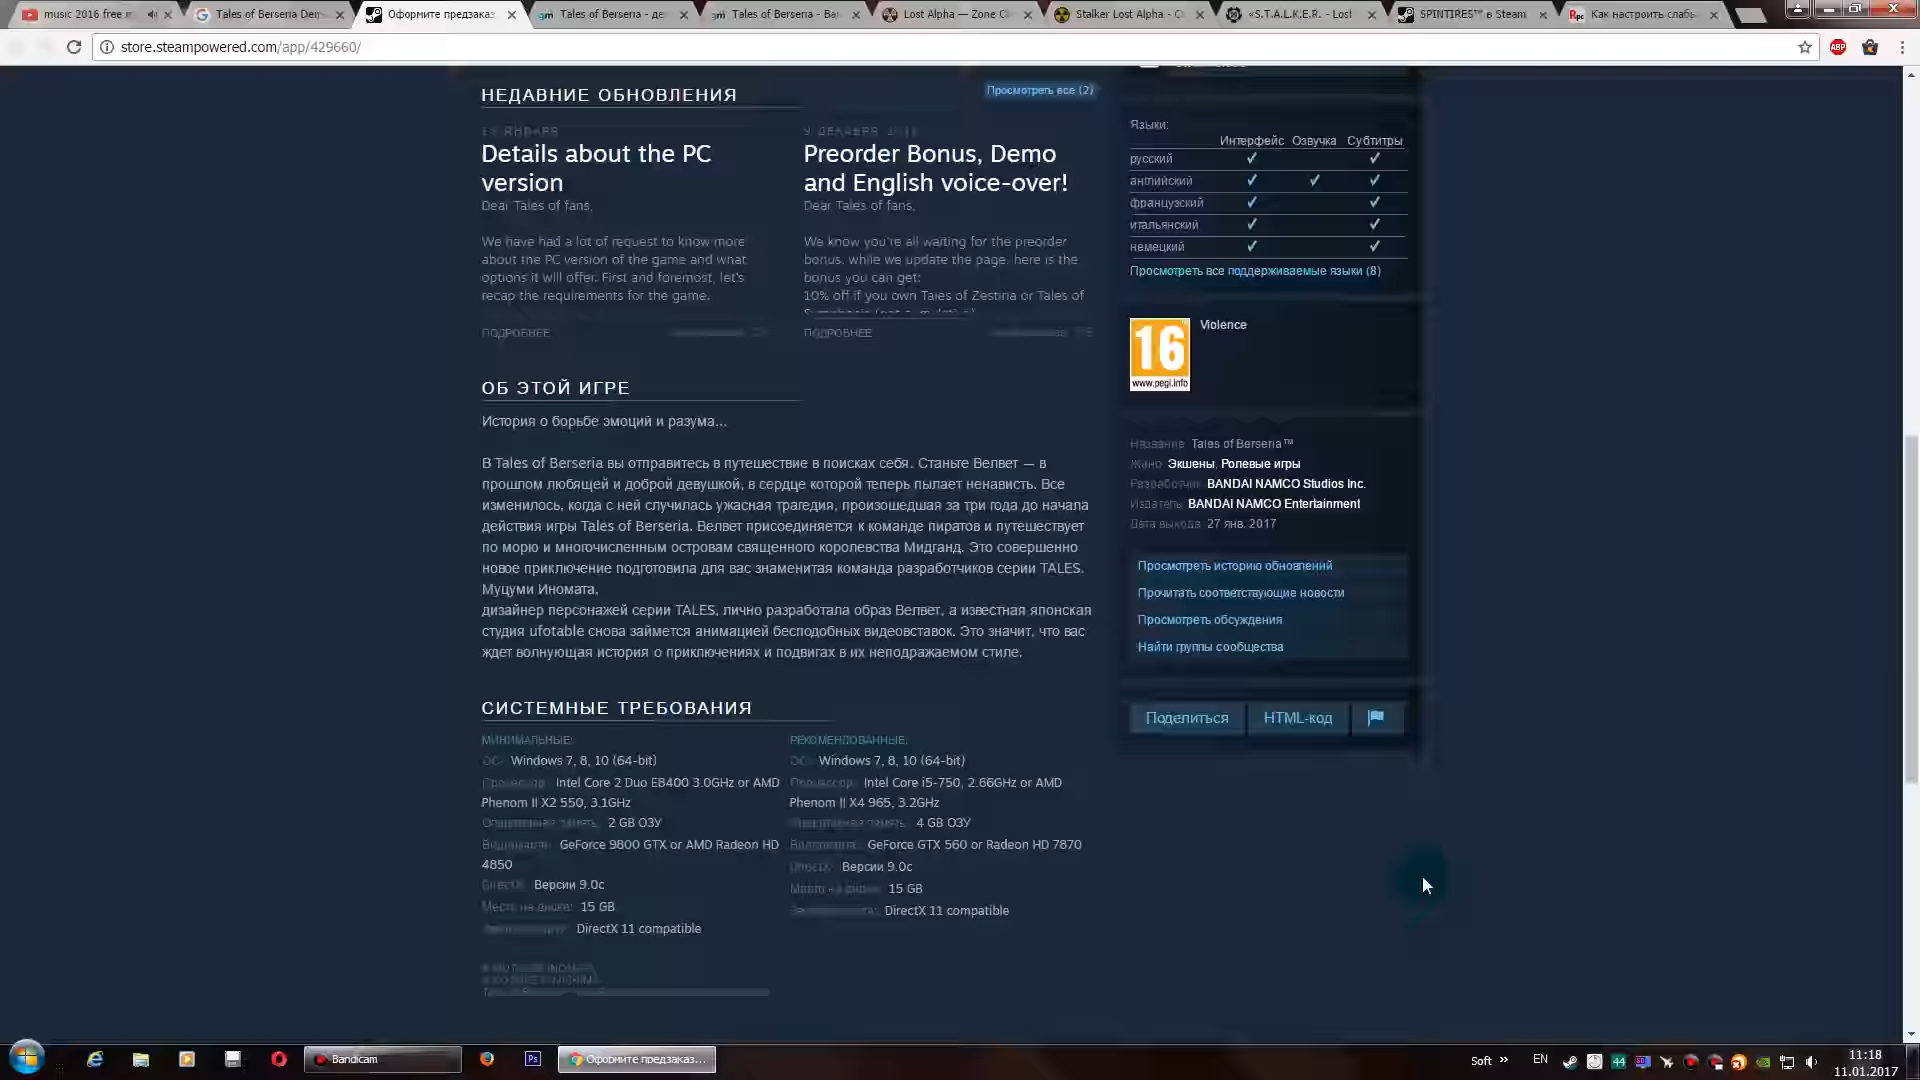 music 2016 free m
Tales of Berseria Dem
Оформите предзаказ
Tales of Berseria - де
Tales of Berseria - Ba
Lost Alpha — Zone C
Stalker Lost Alpha - С
«S.T.A.L.K.E.R. - Lost
SPINTIRES™ в Steam
Как настроить слабы
store.steampowered.com/app/429660/
ABP
НЕДАВНИЕ ОБНОВЛЕНИЯ
Просмотреть все (2)
ЯНВАРЯ
9 ДЕКАБРЯ
Details about the PC
version
Dear Tales of fans,
We have had a lot of request to know more
about the PC version of the game and what
options it will offer. First and foremost, let's
recap the requirements for the game.
ПОДРОБНЕЕ
Preorder Bonus, Demo
and English voice-over!
Dear Tales of fans,
We know you're all waiting for the preorder
bonus. while we update the page, here is the
bonus you can get:
10% off if you own Tales of Zestiria or Tales of
ПОДРОБНЕЕ
ОБ ЭТОЙ ИГРЕ
История о борьбе эмоций и разума...
В Tales of Berseria вы отправитесь в путешествие в поисках себя. Станьте Велвет — в
прошлом любящей и доброй девушкой, в сердце которой теперь пылает ненависть. Все
изменилось, когда с ней случилась ужасная трагедия, произошедшая за три года до начала
действия игры Tales of Berseria. Велвет присоединяется к команде пиратов и путешествует
по морю и многочисленным островам священного королевства Мидганд. Это совершенно
новое приключение подготовила для вас знаменитая команда разработчиков серии TALES.
Муцуми Иномата,
дизайнер персонажей серии TALES, лично разработала образ Велвет, а известная японская
студия ufotable снова займется анимацией бесподобных видеовставок. Это значит, что вас
ждет волнующая история о приключениях и подвигах в их неподражаемом стиле.
СИСТЕМНЫЕ ТРЕБОВАНИЯ
МИНИМАЛЬНЫЕ:
ОС: Windows 7, 8, 10 (64-bit)
Процессор: Intel Core 2 Duo E8400 3.0GHz or AMD
Phenom II X2 550, 3.1GHz
Оперативная память: 2 GB ОЗУ
Видеокарта: GeForce 9800 GTX or AMD Radeon HD
4850
DirectX: Версии 9.0c
Место на диске: 15 GB
DirectX 11 compatible
РЕКОМЕНДОВАННЫЕ:
ОС: Windows 7, 8, 10 (64-bit)
Процессор: Intel Core i5-750, 2.66GHz or AMD
Phenom II X4 965, 3.2GHz
Оперативная память: 4 GB ОЗУ
Видеокарта: GeForce GTX 560 or Radeon HD 7870
DirectX: Версии 9.0c
Место на диске: 15 GB
DirectX 11 compatible
Языки:
Интерфейс Озвучка Субтитры
русский ✔ ✔
английский ✔ ✔ ✔
французский ✔ ✔
итальянский ✔ ✔
немецкий ✔ ✔
Просмотреть все поддерживаемые языки (8)
16
www.pegi.info
Violence
Название: Tales of Berseria™
Жанр: Экшены, Ролевые игры
Разработчик: BANDAI NAMCO Studios Inc.
Издатель: BANDAI NAMCO Entertainment
Дата выхода: 27 янв. 2017
Просмотреть историю обновлений
Прочитать соответствующие новости
Просмотреть обсуждения
Найти группы сообщества
Поделиться
HTML-код
Bandicam
Ps
Оформите предзаказ...
Soft »
EN
44
11:18
11.01.2017